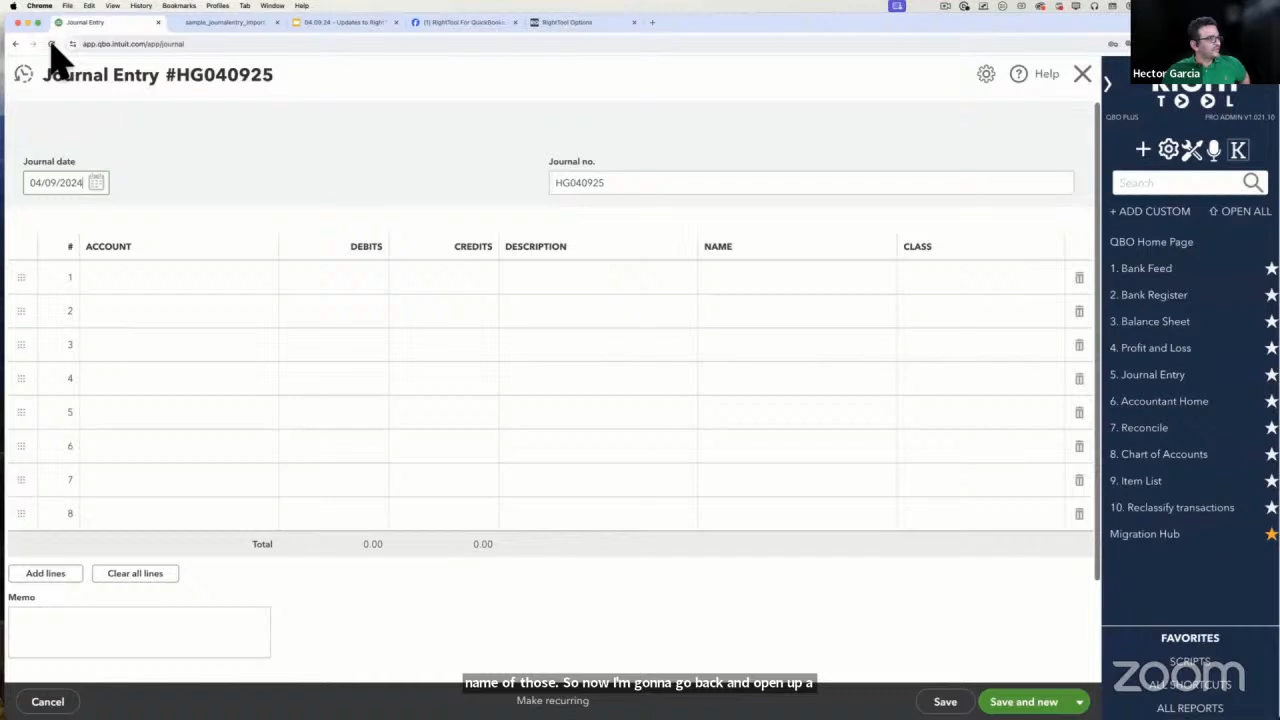 Chrome File Edit View History Bookmarks Profiles Tab Window Help
Journal Entry
sample_journalentry_import
04.09.24 - Updates to Right
(1) RightTool For QuickBooks
RightTool Options
app.qbo.intuit.com/app/journal
Hector Garcia
Journal Entry #HG040925
Help
T O O L
QBO PLUS
PRO ADMIN V1.021.10
K
Search
+ ADD CUSTOM
OPEN ALL
Journal date
04/09/2024
Journal no.
HG040925
# ACCOUNT DEBITS CREDITS DESCRIPTION NAME CLASS
1
2
3
4
5
6
7
8
Total 0.00 0.00
Add lines
Clear all lines
Memo
QBO Home Page
1. Bank Feed
2. Bank Register
3. Balance Sheet
4. Profit and Loss
5. Journal Entry
6. Accountant Home
7. Reconcile
8. Chart of Accounts
9. Item List
10. Reclassify transactions
Migration Hub
FAVORITES
SCRIPTS
ALL SHORTCUTS
ALL REPORTS
zoom
name of those. So now I'm gonna go back and open up a
Cancel
Make recurring
Save
Save and new